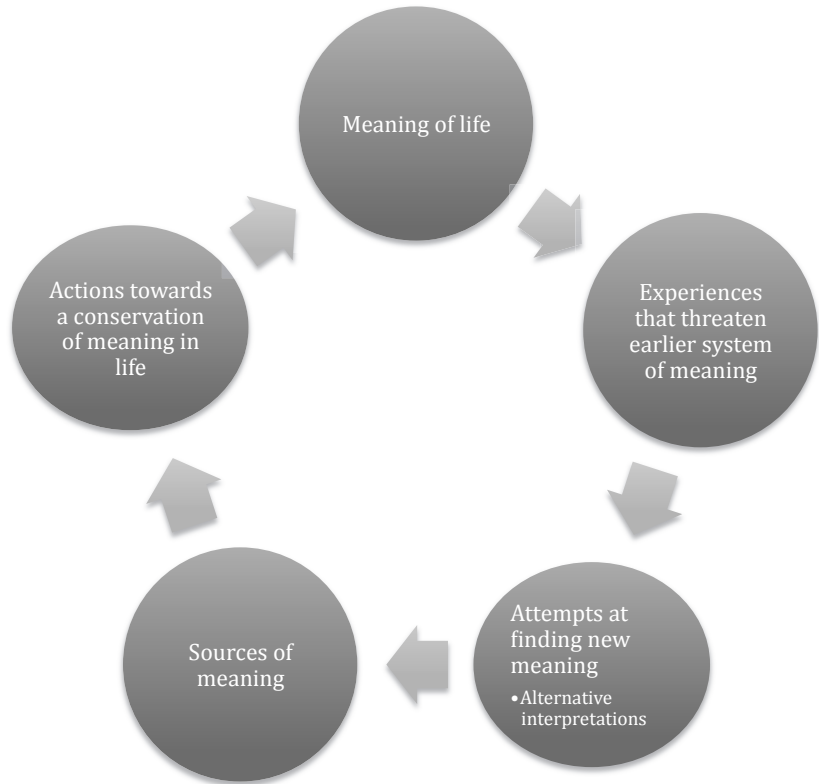 Meaning of life
Experiences
that threaten
earlier system
of meaning
Attempts at
finding new
meaning
•Alternative
interpretations
Sources of
meaning
Actions towards
a conservation
of meaning in
life